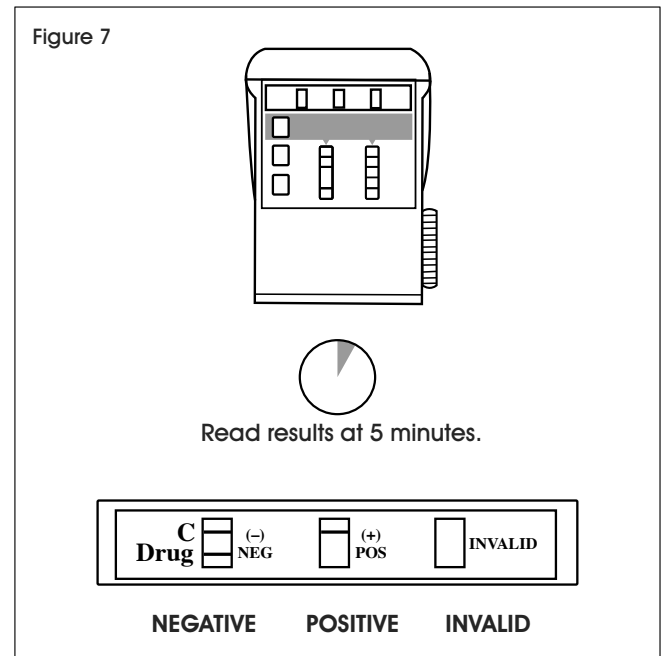 Figure 7
Read results at 5 minutes.
C (–)
Drug NEG
(+)
POS
INVALID
NEGATIVE POSITIVE INVALID